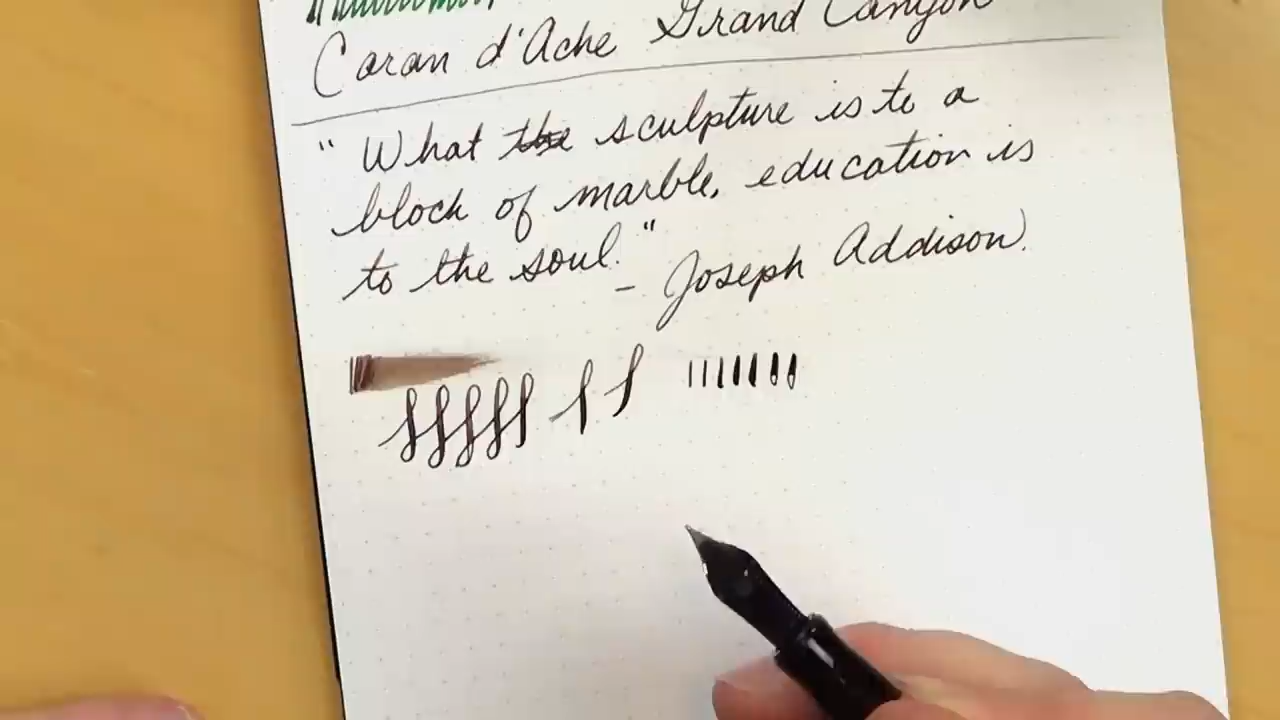 Caran d'Ache Grand Canyon
"What the sculpture is to a
block of marble, education is
to the soul."
- Joseph Addison.